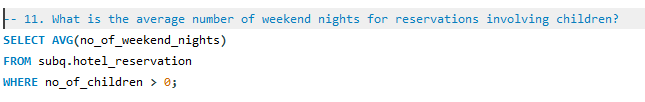 -- 11. What is the average number of weekend nights for reservations involving children?
SELECT AVG(no_of_weekend_nights)
FROM subq.hotel_reservation
WHERE no_of_children > 0;